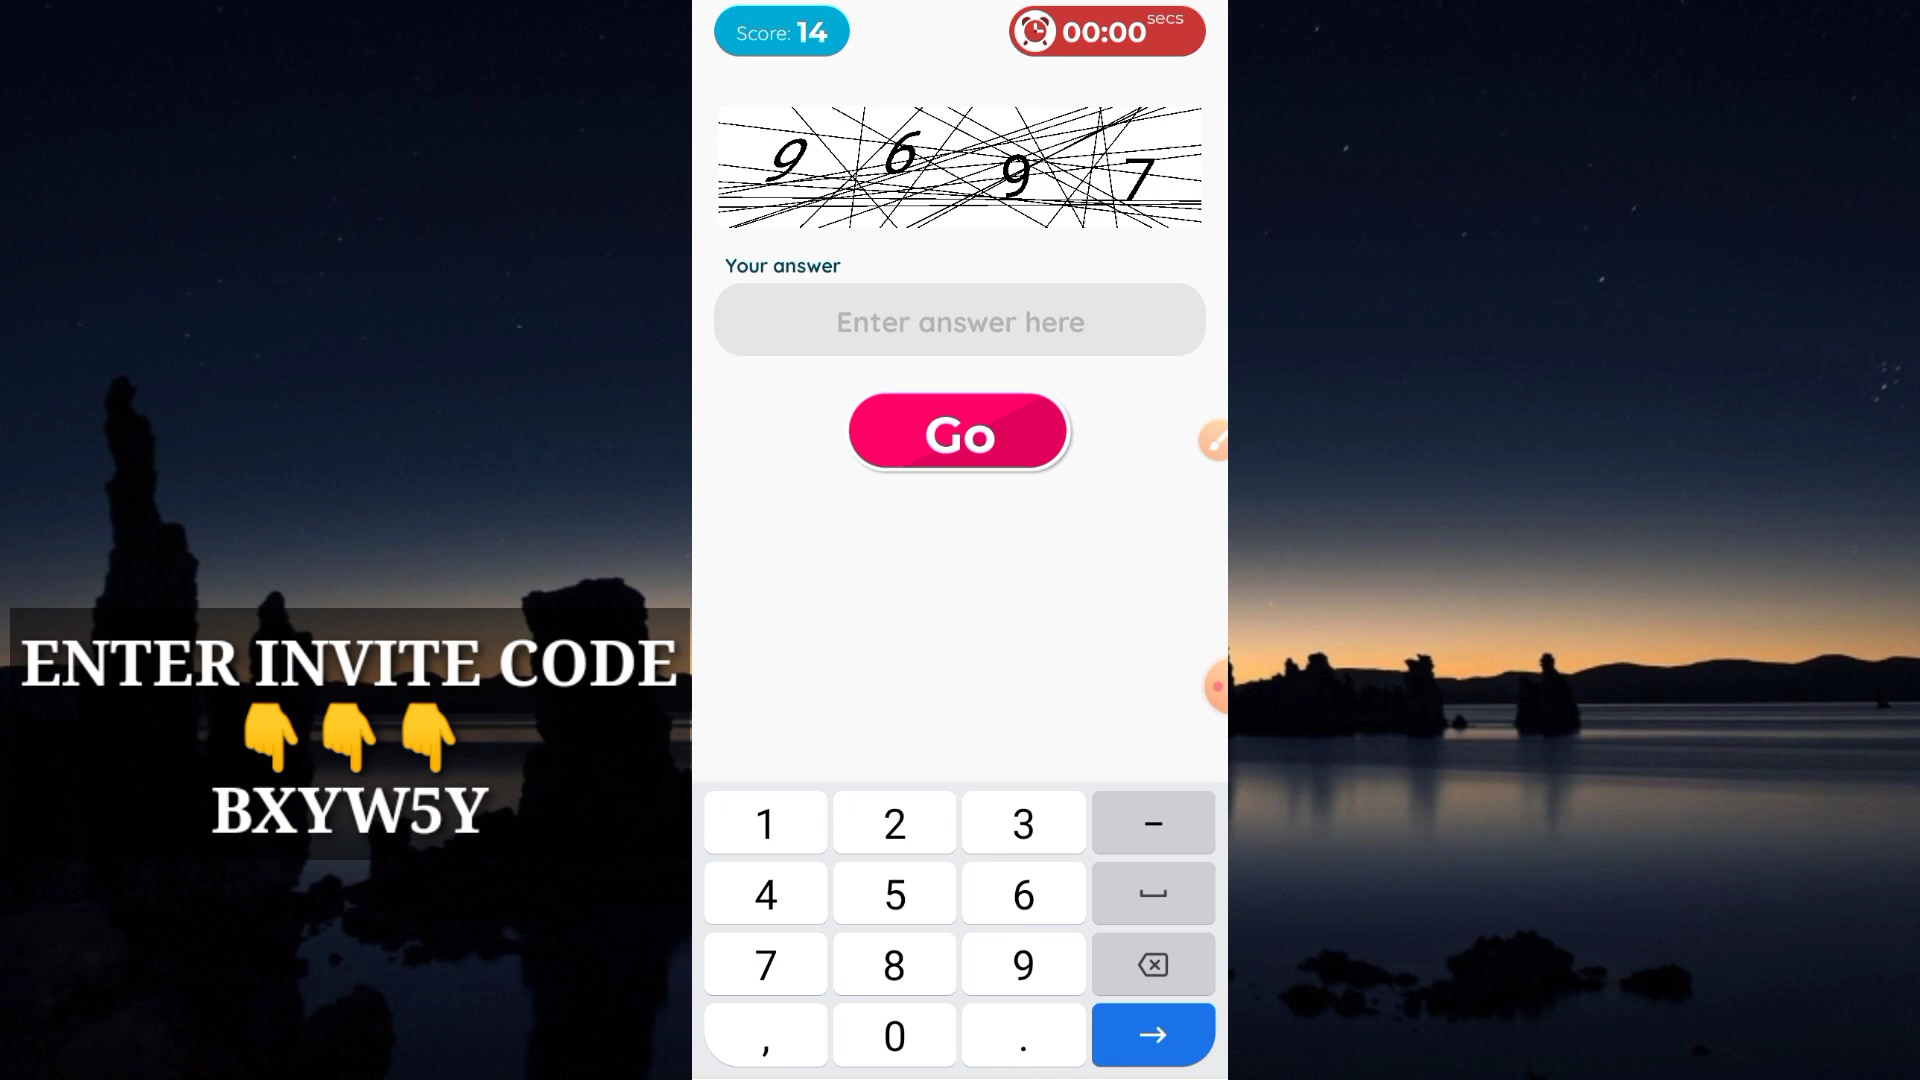 Score: 14
00:00 secs
9 6 9 7
Your answer
Enter answer here
Go
ENTER INVITE CODE
👇👇👇
BXYW5Y
1 2 3 -
4 5 6
7 8 9
, 0 .